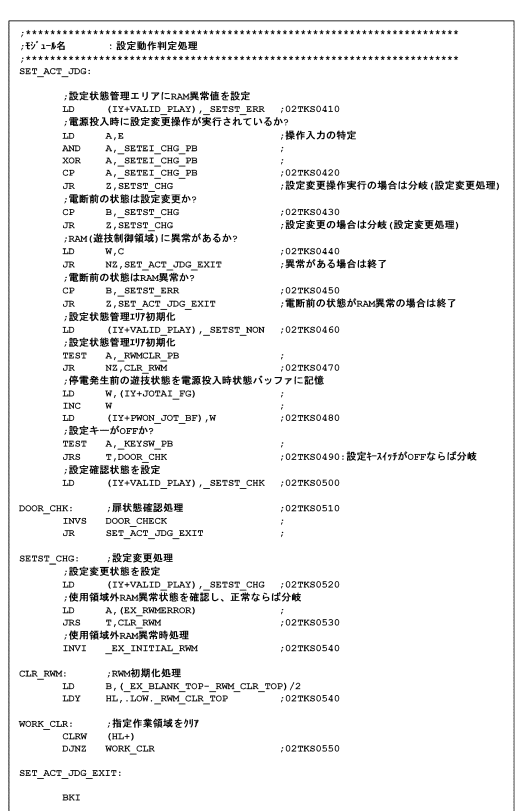 ;*******************************************************************
;ﾓｼﾞｭｰﾙ名 : 設定動作判定処理
;*******************************************************************
SET_ACT_JDG:
;設定状態管理エリアにRAM異常値を設定
LD (IY+VALID_PLAY),_SETST_ERR ;02TKS0410
;電源投入時に設定変更操作が実行されているか?
LD A,E ;操作入力の特定
AND A,_SETEI_CHG_PB ;
XOR A,_SETEI_CHG_PB ;
CP A,_SETEI_CHG_PB ;02TKS0420
JR Z,SETST_CHG ;設定変更操作実行の場合は分岐(設定変更処理)
;電断前の状態は設定変更か?
CP B,_SETST_CHG ;02TKS0430
JR Z,SETST_CHG ;設定変更の場合は分岐(設定変更処理)
;RAM(遊技制御領域)に異常があるか?
LD W,C ;02TKS0440
JR NZ,SET_ACT_JDG_EXIT ;異常がある場合は終了
;電断前の状態はRAM異常か?
CP B,_SETST_ERR ;02TKS0450
JR Z,SET_ACT_JDG_EXIT ;電断前の状態がRAM異常の場合は終了
;設定状態管理ｴﾘｱ初期化
LD (IY+VALID_PLAY),_SETST_NON ;02TKS0460
;設定状態管理ｴﾘｱ初期化
TEST A,_RWMCLR_PB ;
JR NZ,CLR_RWM ;02TKS0470
;停電発生前の遊技状態を電源投入時状態バッファに記憶
LD W,(IY+JOTAI_FG) ;
INC W ;
LD (IY+PWON_JOT_BF),W ;02TKS0480
;設定キーがOFFか?
TEST A,_KEYSW_PB ;
JRS T,DOOR_CHK ;02TKS0490:設定ｷｰｽｲｯﾁがOFFならば分岐
;設定確認状態を設定
LD (IY+VALID_PLAY),_SETST_CHK ;02TKS0500
DOOR_CHK: ;扉状態確認処理 ;02TKS0510
INVS DOOR_CHECK ;
JR SET_ACT_JDG_EXIT ;
SETST_CHG: ;設定変更処理
;設定変更状態を設定
LD (IY+VALID_PLAY),_SETST_CHG ;02TKS0520
;使用領域外RAM異常状態を確認し、正常ならば分岐
LD A,(EX_RWMERROR) ;
JRS T,CLR_RWM ;02TKS0530
;使用領域外RAM異常時処理
INVI _EX_INITIAL_RWM ;02TKS0540
CLR_RWM: ;RWM初期化処理
LD B,(_EX_BLANK_TOP-_RWM_CLR_TOP)/2
LDY HL,.LOW._RWM_CLR_TOP ;02TKS0540
WORK_CLR: ;指定作業領域をｸﾘｱ
CLRW (HL+)
DJNZ WORK_CLR ;02TKS0550
SET_ACT_JDG_EXIT:
BKI